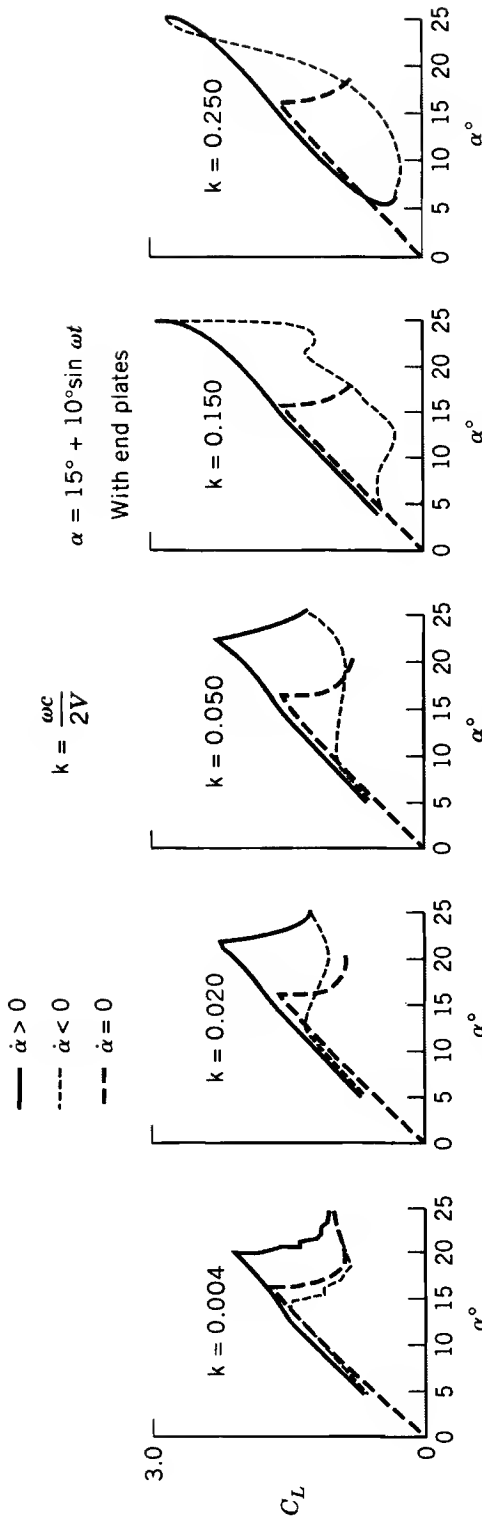 α̇ > 0
α̇ < 0
α̇ = 0
k = ωc/2V
α = 15° + 10° sin ωt
With end plates
C_L
3.0
0
k = 0.004
0 5 10 15 20 25
α°
k = 0.020
0 5 10 15 20 25
α°
k = 0.050
0 5 10 15 20 25
α°
k = 0.150
0 5 10 15 20 25
α°
k = 0.250
0 5 10 15 20 25
α°